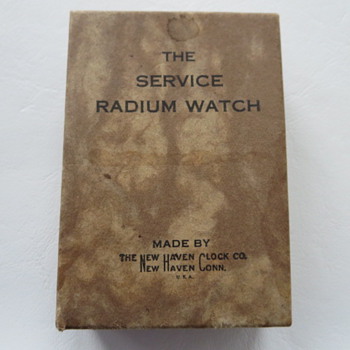 THE
SERVICE
RADIUM WATCH
MADE BY
THE NEW HAVEN CLOCK CO.
NEW HAVEN CONN.
U.S.A.